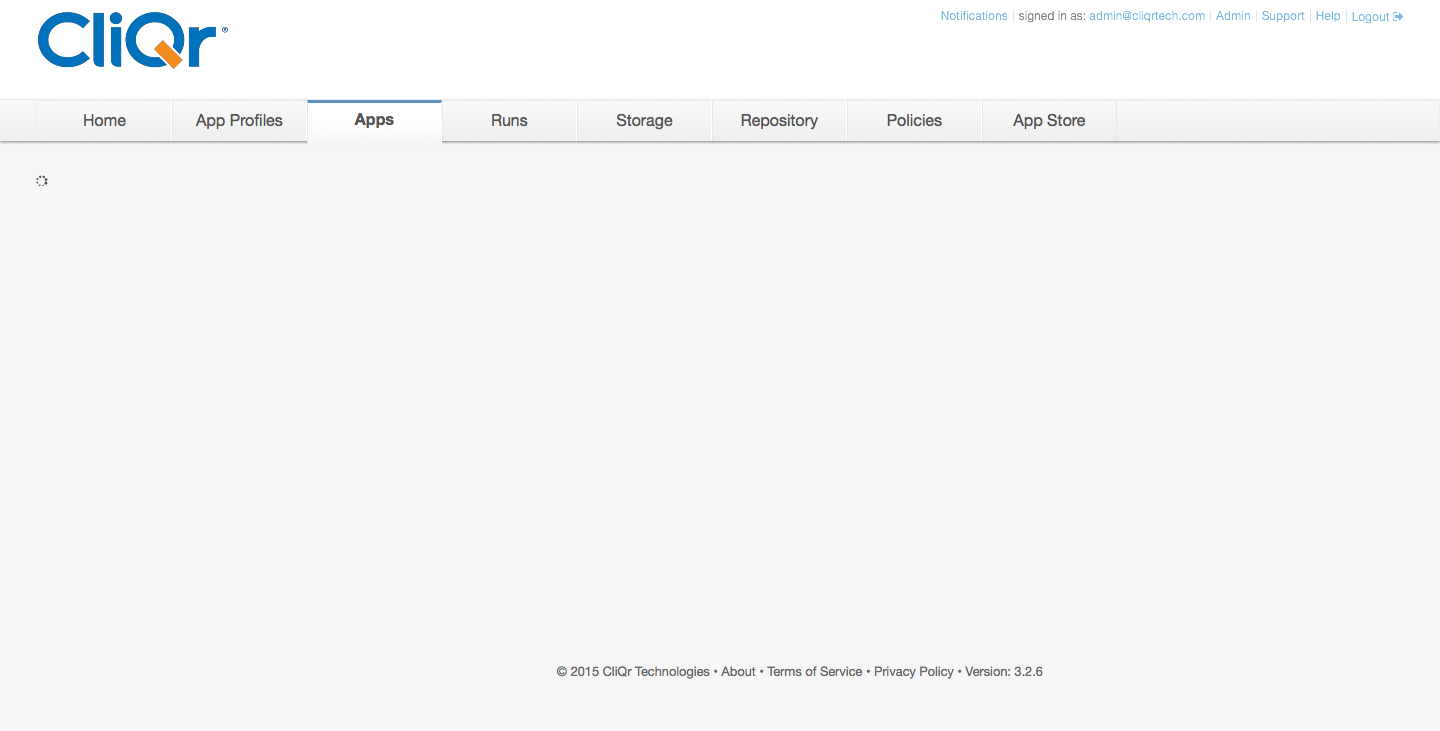 CliQr®
Notifications signed in as: admin@cliqrtech.com Admin Support Help Logout
Home App Profiles Apps Runs Storage Repository Policies App Store
© 2015 CliQr Technologies • About • Terms of Service • Privacy Policy • Version: 3.2.6